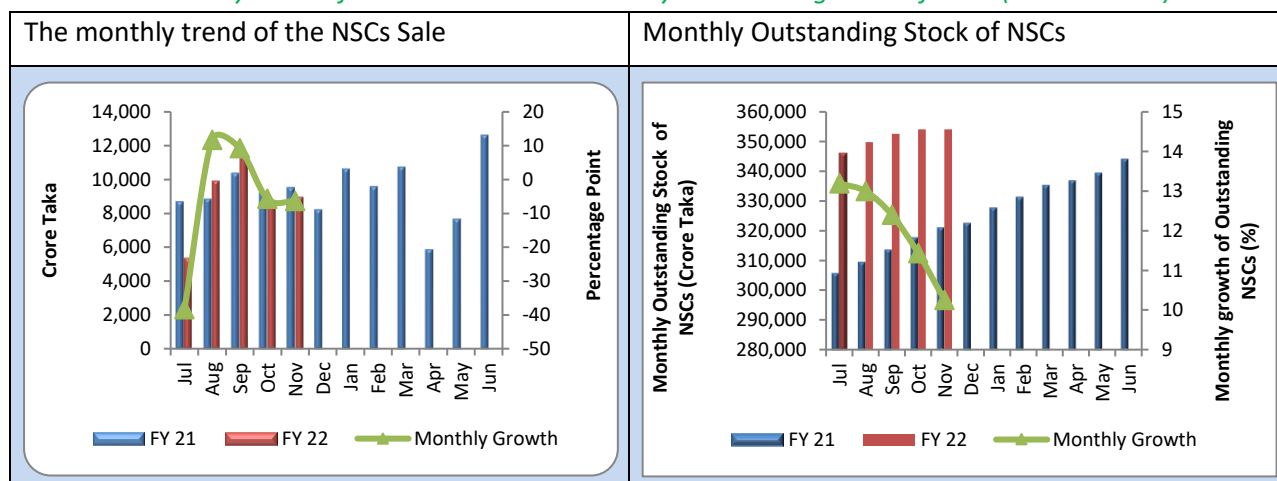 The monthly trend of the NSCs Sale
Monthly Outstanding Stock of NSCs
14,000
12,000
10,000
8,000
6,000
4,000
2,000
0
Crore Taka
20
10
0
-10
-20
-30
-40
-50
Percentage Point
Jul
Aug
Sep
Oct
Nov
Dec
Jan
Feb
Mar
Apr
May
Jun
FY 21
FY 22
Monthly Growth
360,000
350,000
340,000
330,000
320,000
310,000
300,000
290,000
280,000
Monthly Outstanding Stock of
NSCs (Crore Taka)
15
14
13
12
11
10
9
Monthly growth of Outstanding
NSCs (%)
Jul
Aug
Sep
Oct
Nov
Dec
Jan
Feb
Mar
Apr
May
Jun
FY 21
FY 22
Monthly Growth